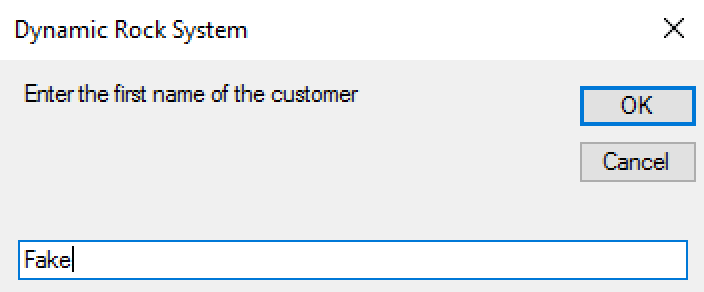 Dynamic Rock System
Enter the first name of the customer
OK
Cancel
Fake